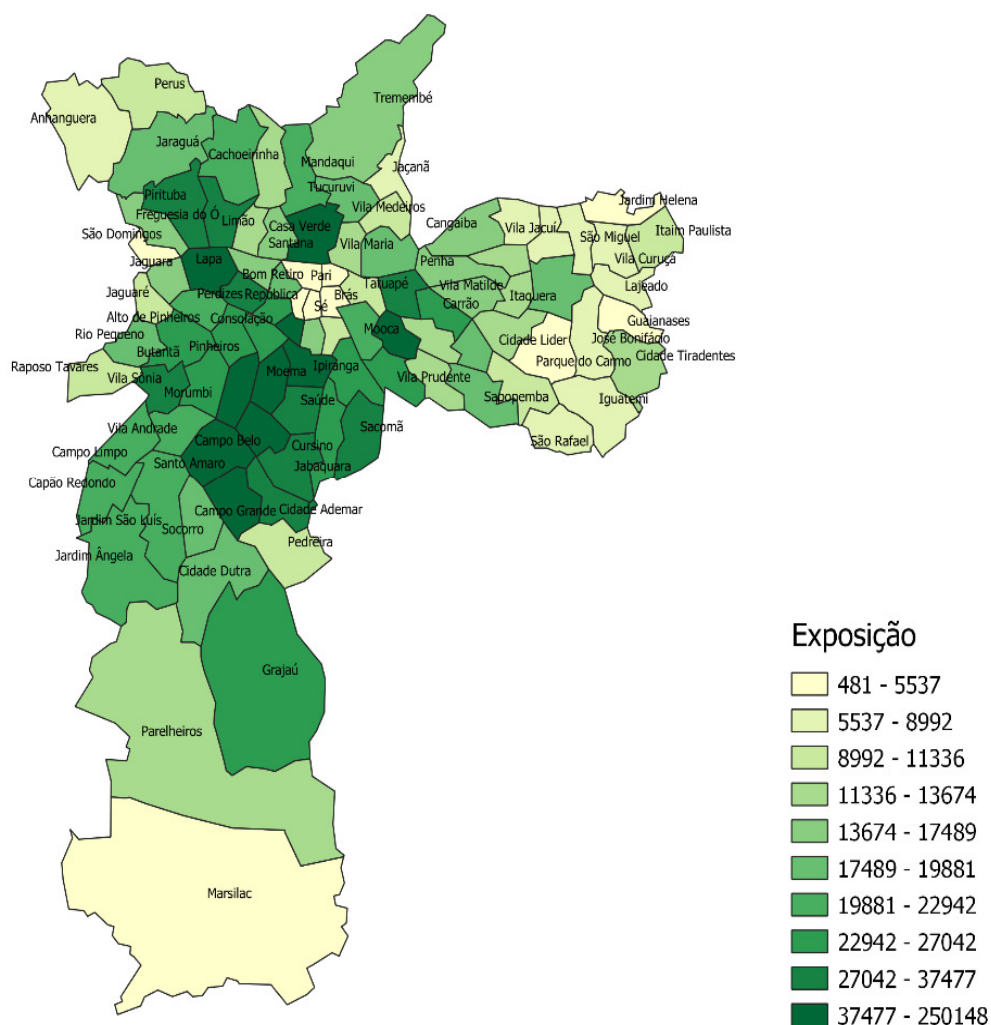 Perus
Tremembé
Anhanguera
Jaraguá
Cachoeirinha
Mandaqui
Jaçanã
Tucuruvi
Pirituba
Vila Medeiros
Jardim Helena
Freguesia do Ó
Limão
Casa Verde
Cangaíba
Vila Jacuí
São Miguel
Itaim Paulista
São Domingos
Santana
Vila Maria
Vila Curuçá
Jaguara
Lapa
Bom Retiro
Pari
Penha
Tatuapé
Vila Matilde
Itaquera
Lajeado
Jaguaré
Perdizes
República
Brás
Sé
Carrão
Alto de Pinheiros
Consolação
Mooca
Guaianases
Rio Pequeno
Cidade Lider
José Bonifácio
Butantã
Pinheiros
Cidade Tiradentes
Raposo Tavares
Moema
Ipiranga
Parque do Carmo
Vila Sônia
Vila Prudente
Morumbi
Saúde
Sapopemba
Iguatemi
Vila Andrade
Sacomã
Campo Belo
Cursino
São Rafael
Campo Limpo
Santo Amaro
Jabaquara
Capão Redondo
Campo Grande
Cidade Ademar
Jardim São Luís
Socorro
Pedreira
Jardim Ângela
Cidade Dutra
Grajaú
Parelheiros
Marsilac
Exposição
481 - 5537
5537 - 8992
8992 - 11336
11336 - 13674
13674 - 17489
17489 - 19881
19881 - 22942
22942 - 27042
27042 - 37477
37477 - 250148